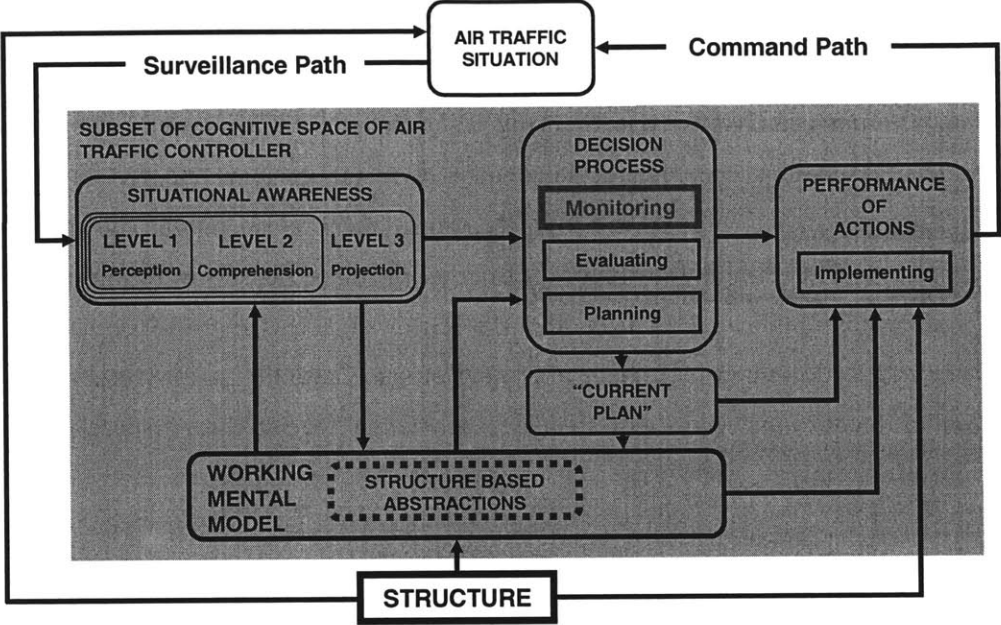 AIR TRAFFIC
SITUATION
Surveillance Path
Command Path
SUBSET OF COGNITIVE SPACE OF AIR
TRAFFIC CONTROLLER
SITUATIONAL AWARENESS
LEVEL 1
Perception
LEVEL 2
Comprehension
LEVEL 3
Projection
DECISION
PROCESS
Monitoring
Evaluating
Planning
PERFORMANCE
OF
ACTIONS
Implementing
“CURRENT
PLAN”
WORKING
MENTAL
MODEL
STRUCTURE BASED
ABSTRACTIONS
STRUCTURE